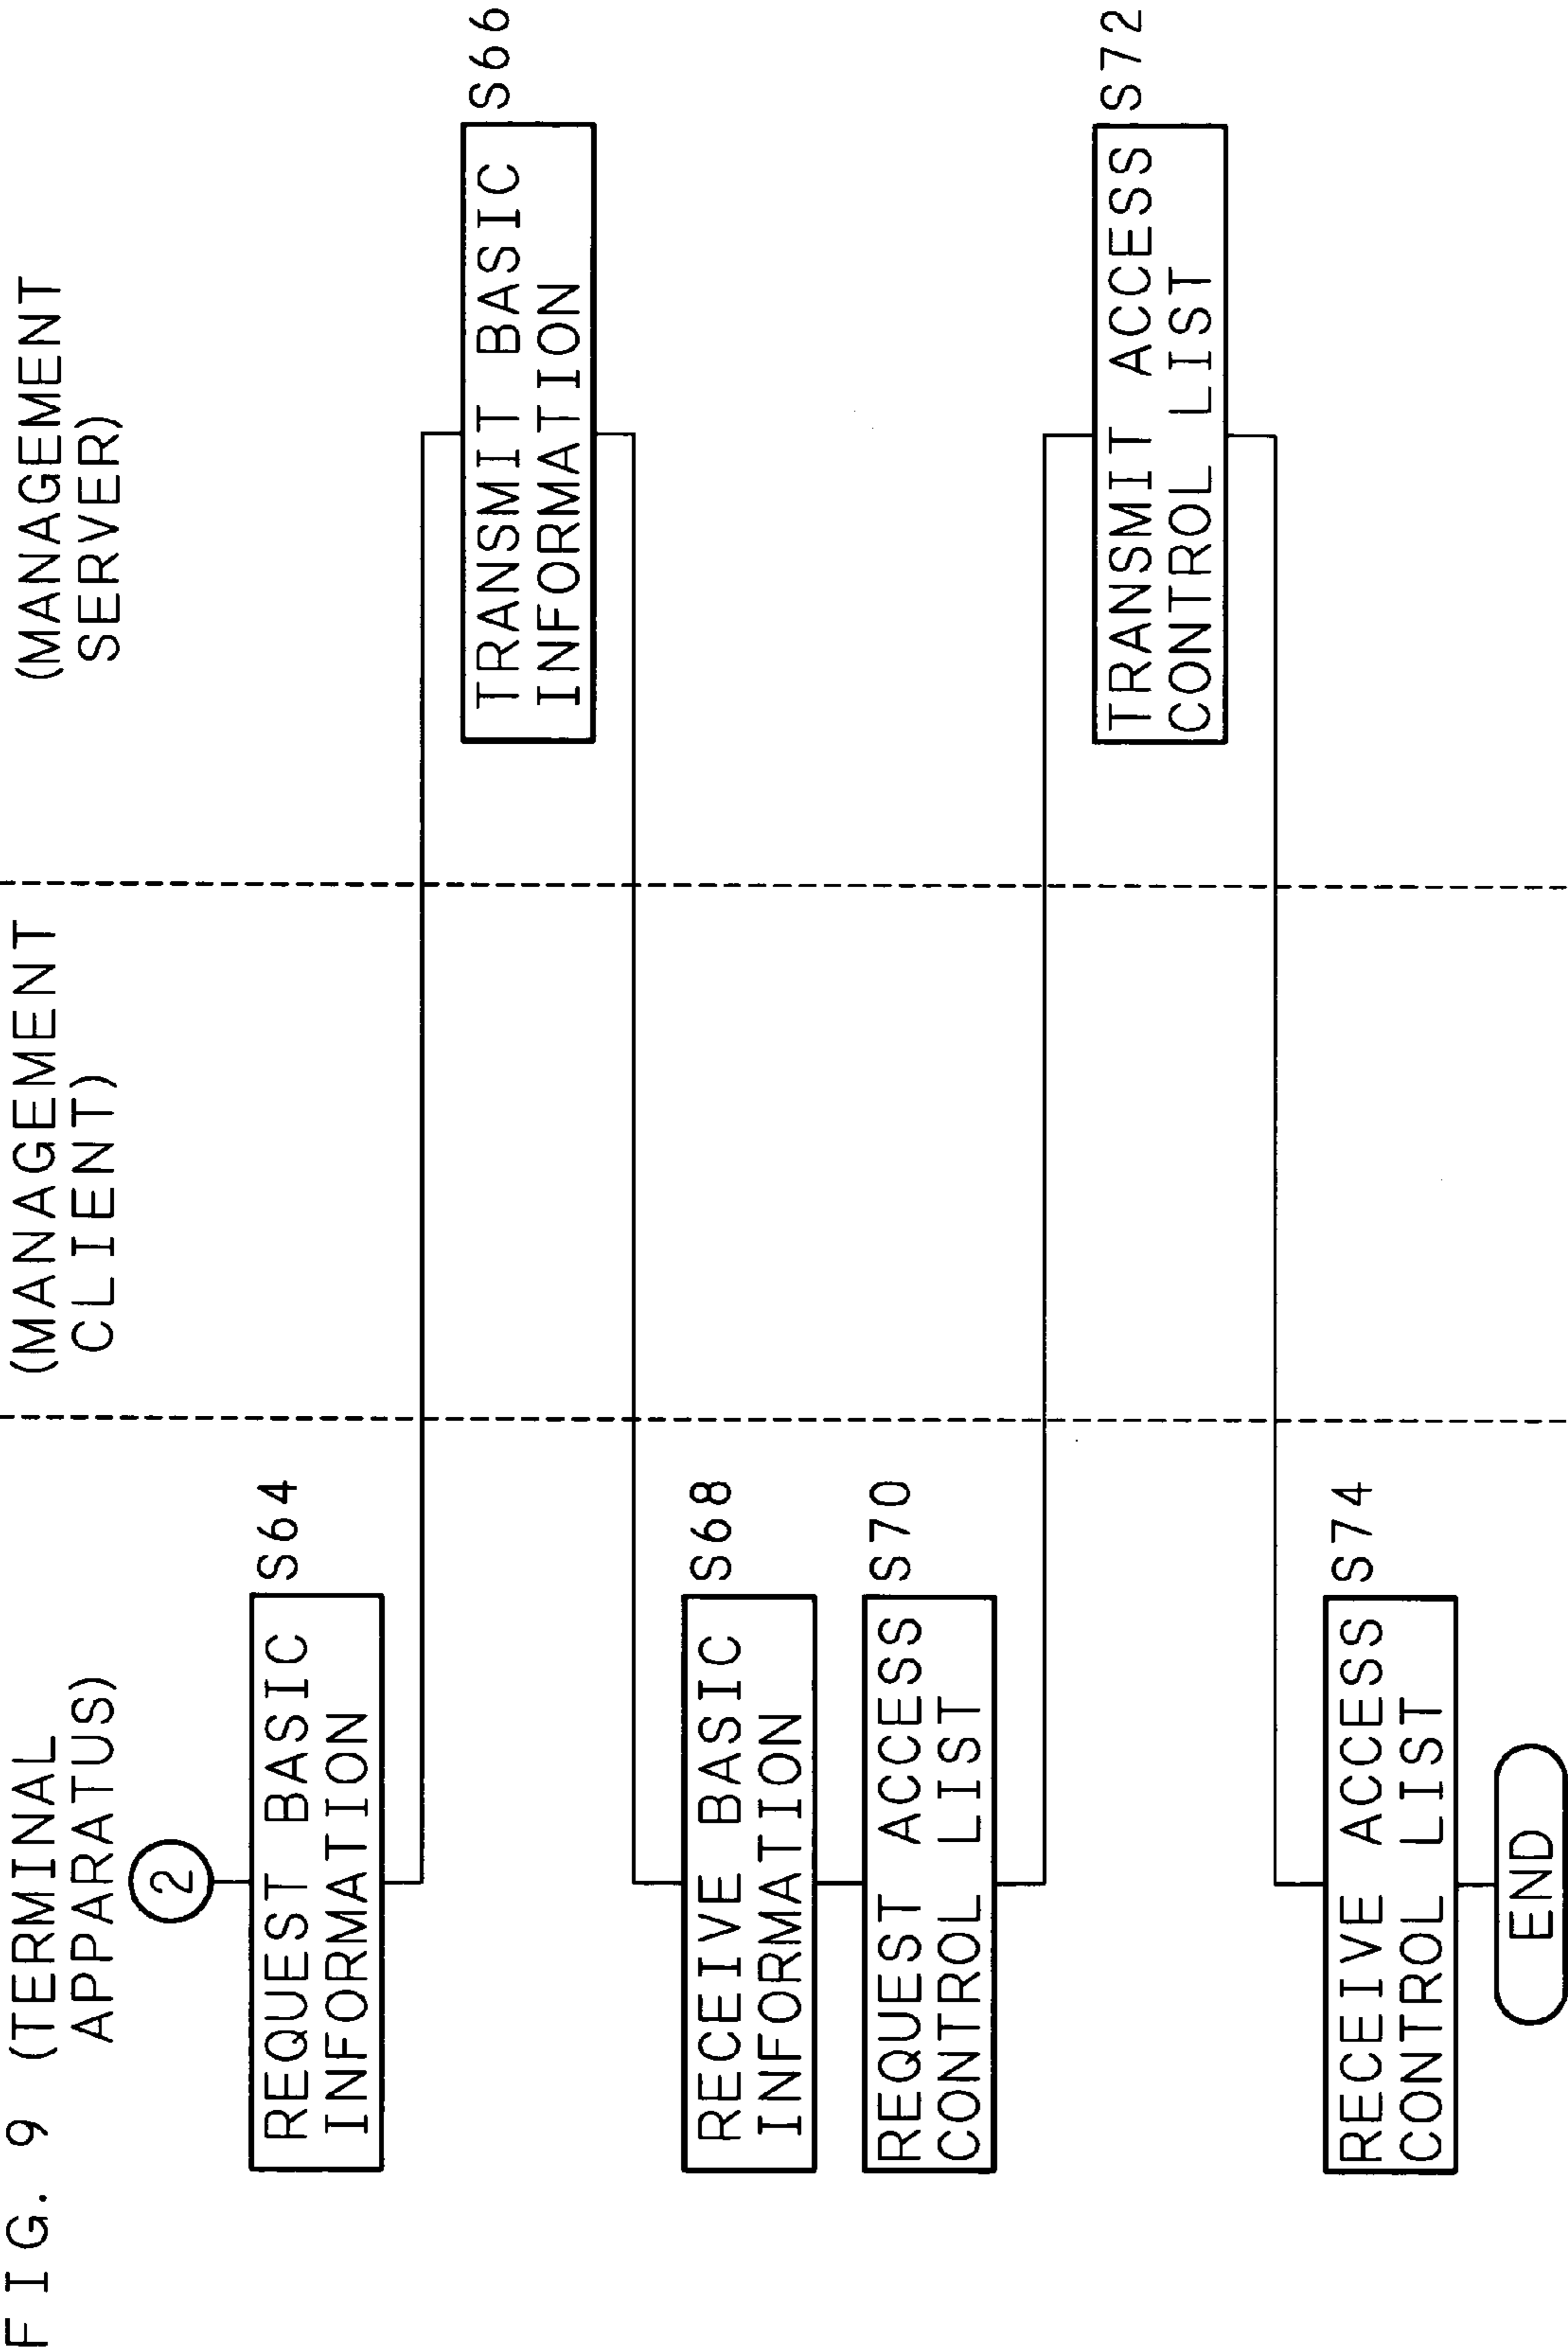 FIG. 9
(TERMINAL
APPARATUS)
(MANAGEMENT
CLIENT)
(MANAGEMENT
SERVER)
2
REQUEST BASIC
INFORMATION
S64
TRANSMIT BASIC
INFORMATION
S66
RECEIVE BASIC
INFORMATION
S68
REQUEST ACCESS
CONTROL LIST
S70
TRANSMIT ACCESS
CONTROL LIST
S72
RECEIVE ACCESS
CONTROL LIST
S74
END